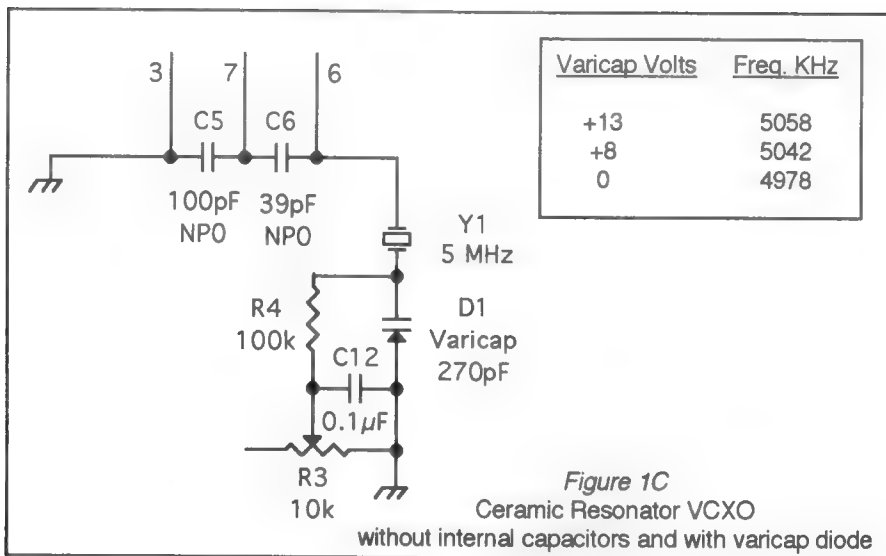 3 7 6
C5 C6
100pF 39pF
NPO NPO
Y1
5 MHz
R4
100k
D1
Varicap
270pF
C12
0.1µF
R3
10k
Varicap Volts Freq. KHz
+13 5058
+8 5042
0 4978
Figure 1C
Ceramic Resonator VCXO
without internal capacitors and with varicap diode